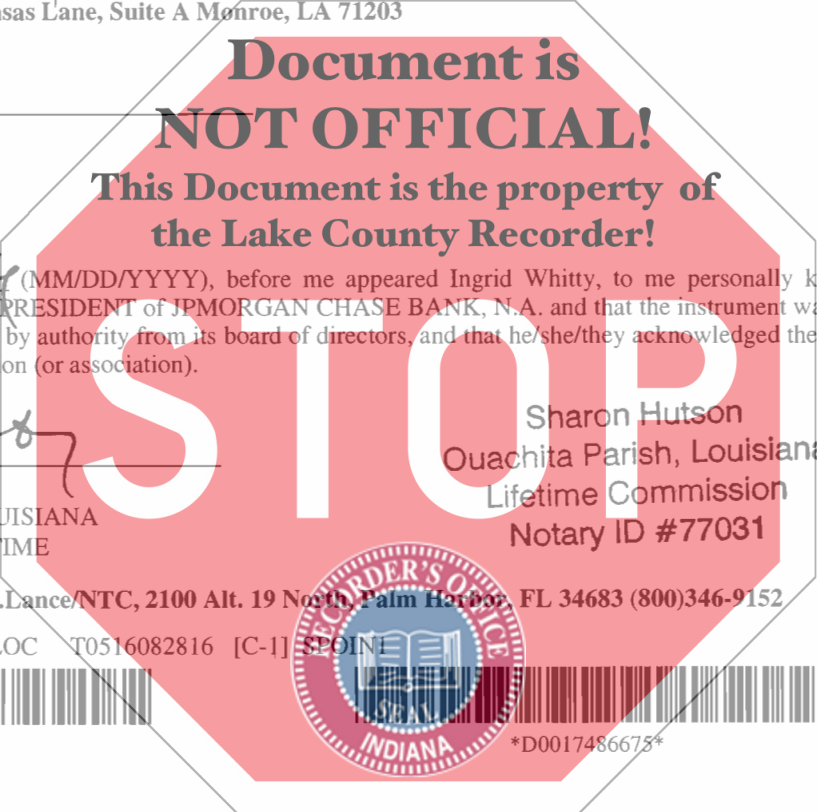 sas Lane, Suite A Monroe, LA 71203
Document is
NOT OFFICIAL!
This Document is the property of
the Lake County Recorder!
(MM/DD/YYYY), before me appeared Ingrid Whitty, to me personally k
PRESIDENT of JPMORGAN CHASE BANK, N.A. and that the instrument wa
by authority from its board of directors, and that he/she/they acknowledged the
on (or association).
STOP
Sharon Hutson
Ouachita Parish, Louisiana
Lifetime Commission
Notary ID #77031
UISIANA
TIME
.Lance/NTC, 2100 Alt. 19 North, Palm Harbor, FL 34683 (800)346-9152
LOC T0516082816 [C-1] SPOIN1
RECORDER'S OFFICE
SEAL
INDIANA
*D0017486675*